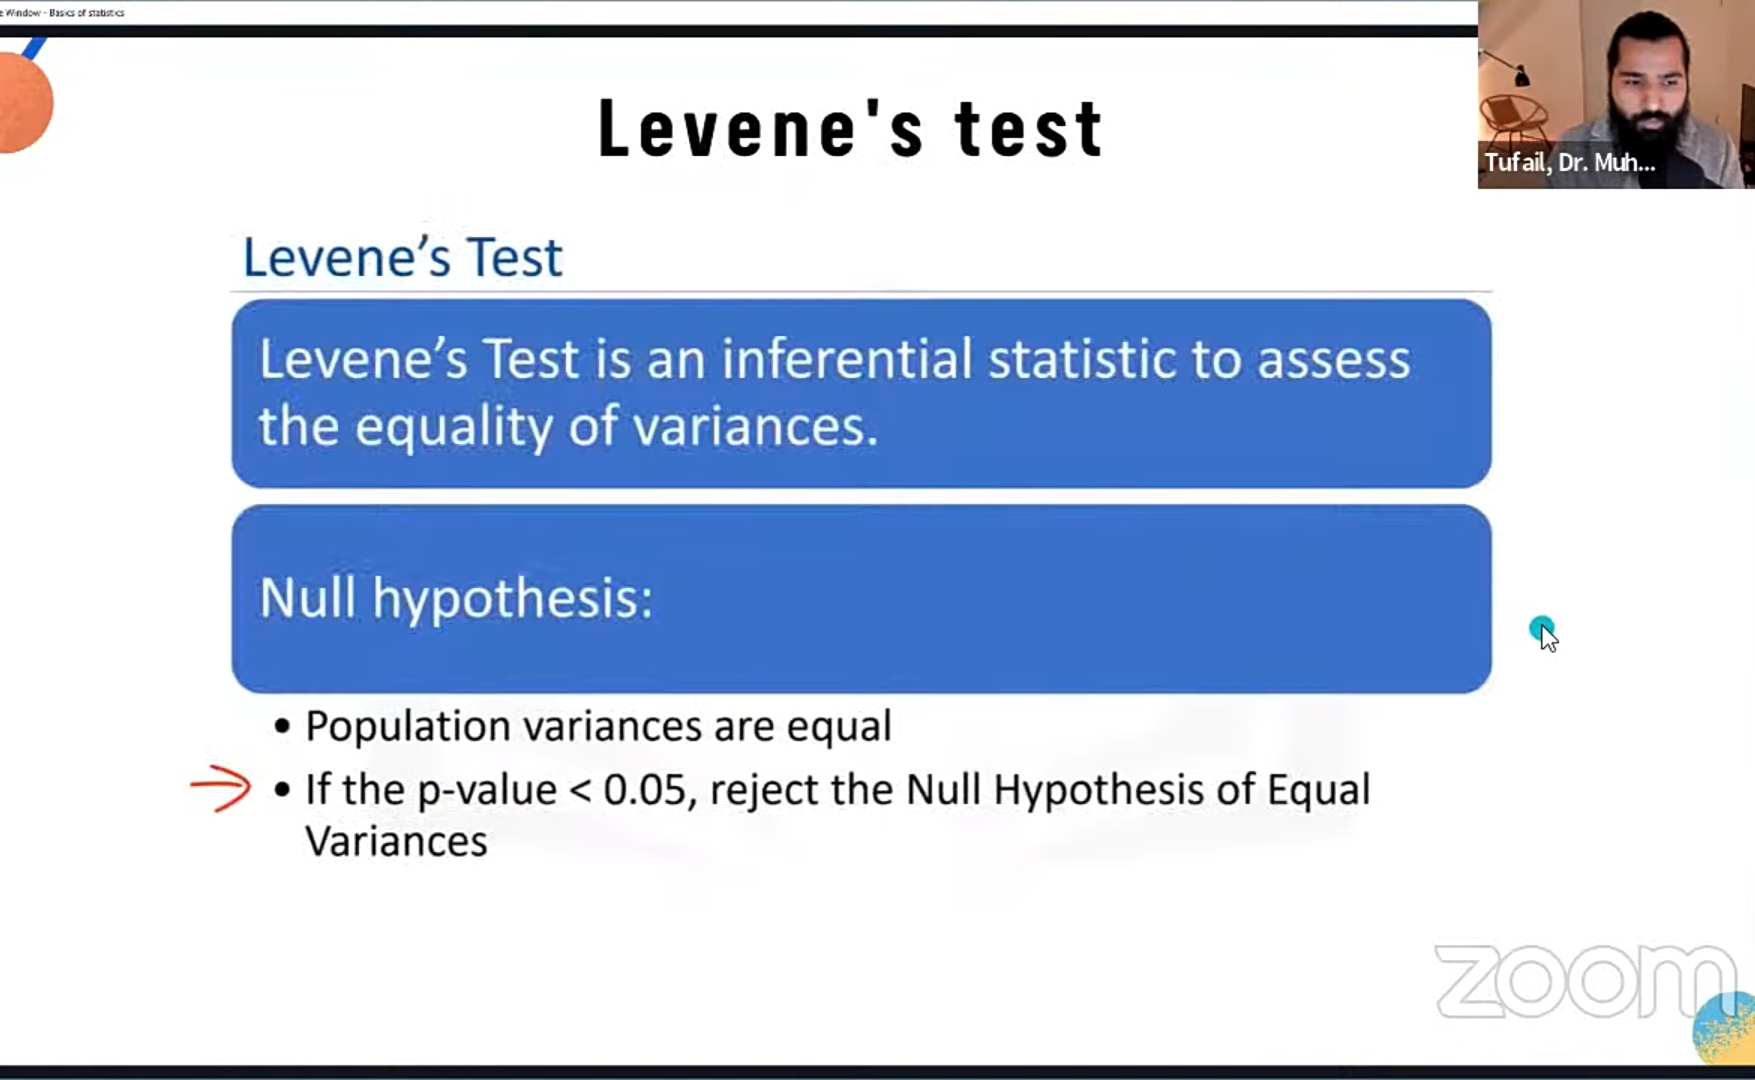 e Window - Basics of statistics
Levene's test
Tufail, Dr. Muh...
Levene’s Test
Levene’s Test is an inferential statistic to assess
the equality of variances.
Null hypothesis:
• Population variances are equal
• If the p-value < 0.05, reject the Null Hypothesis of Equal
Variances
zoom